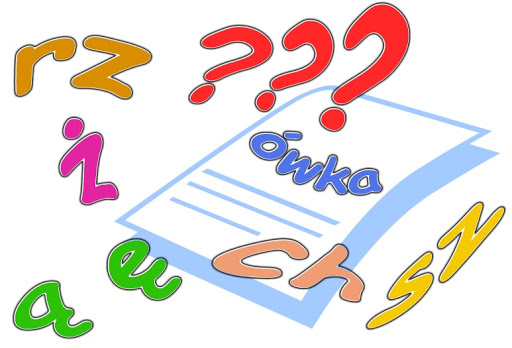 rz ???
ż
ówka
ą ę ch sz